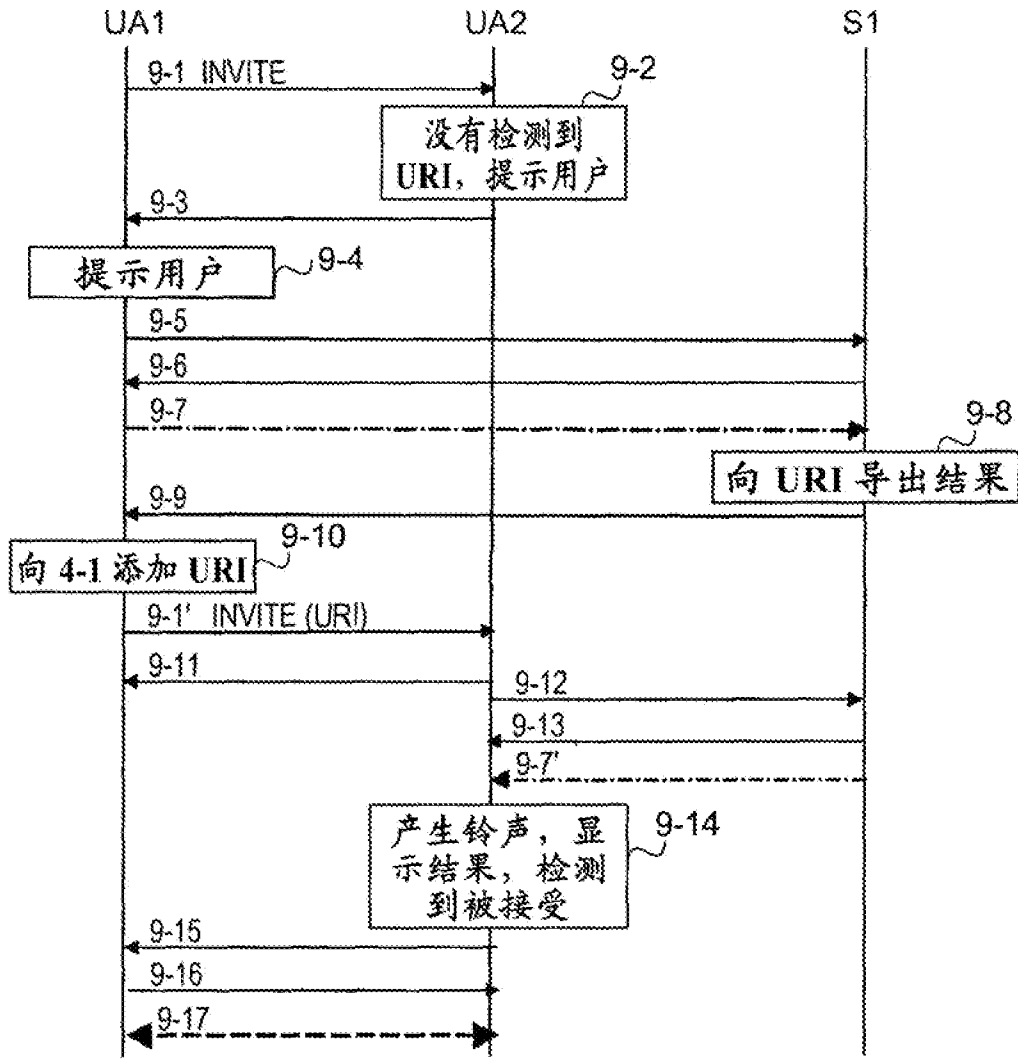 UA1 UA2 S1
9-1 INVITE
9-2
没有检测到
URI，提示用户
9-3
提示用户
9-4
9-5
9-6
9-7
9-8
向 URI 导出结果
9-9
9-10
向 4-1 添加 URI
9-1' INVITE (URI)
9-11
9-12
9-13
9-7'
产生铃声，显
示结果，检测
到被接受
9-14
9-15
9-16
9-17